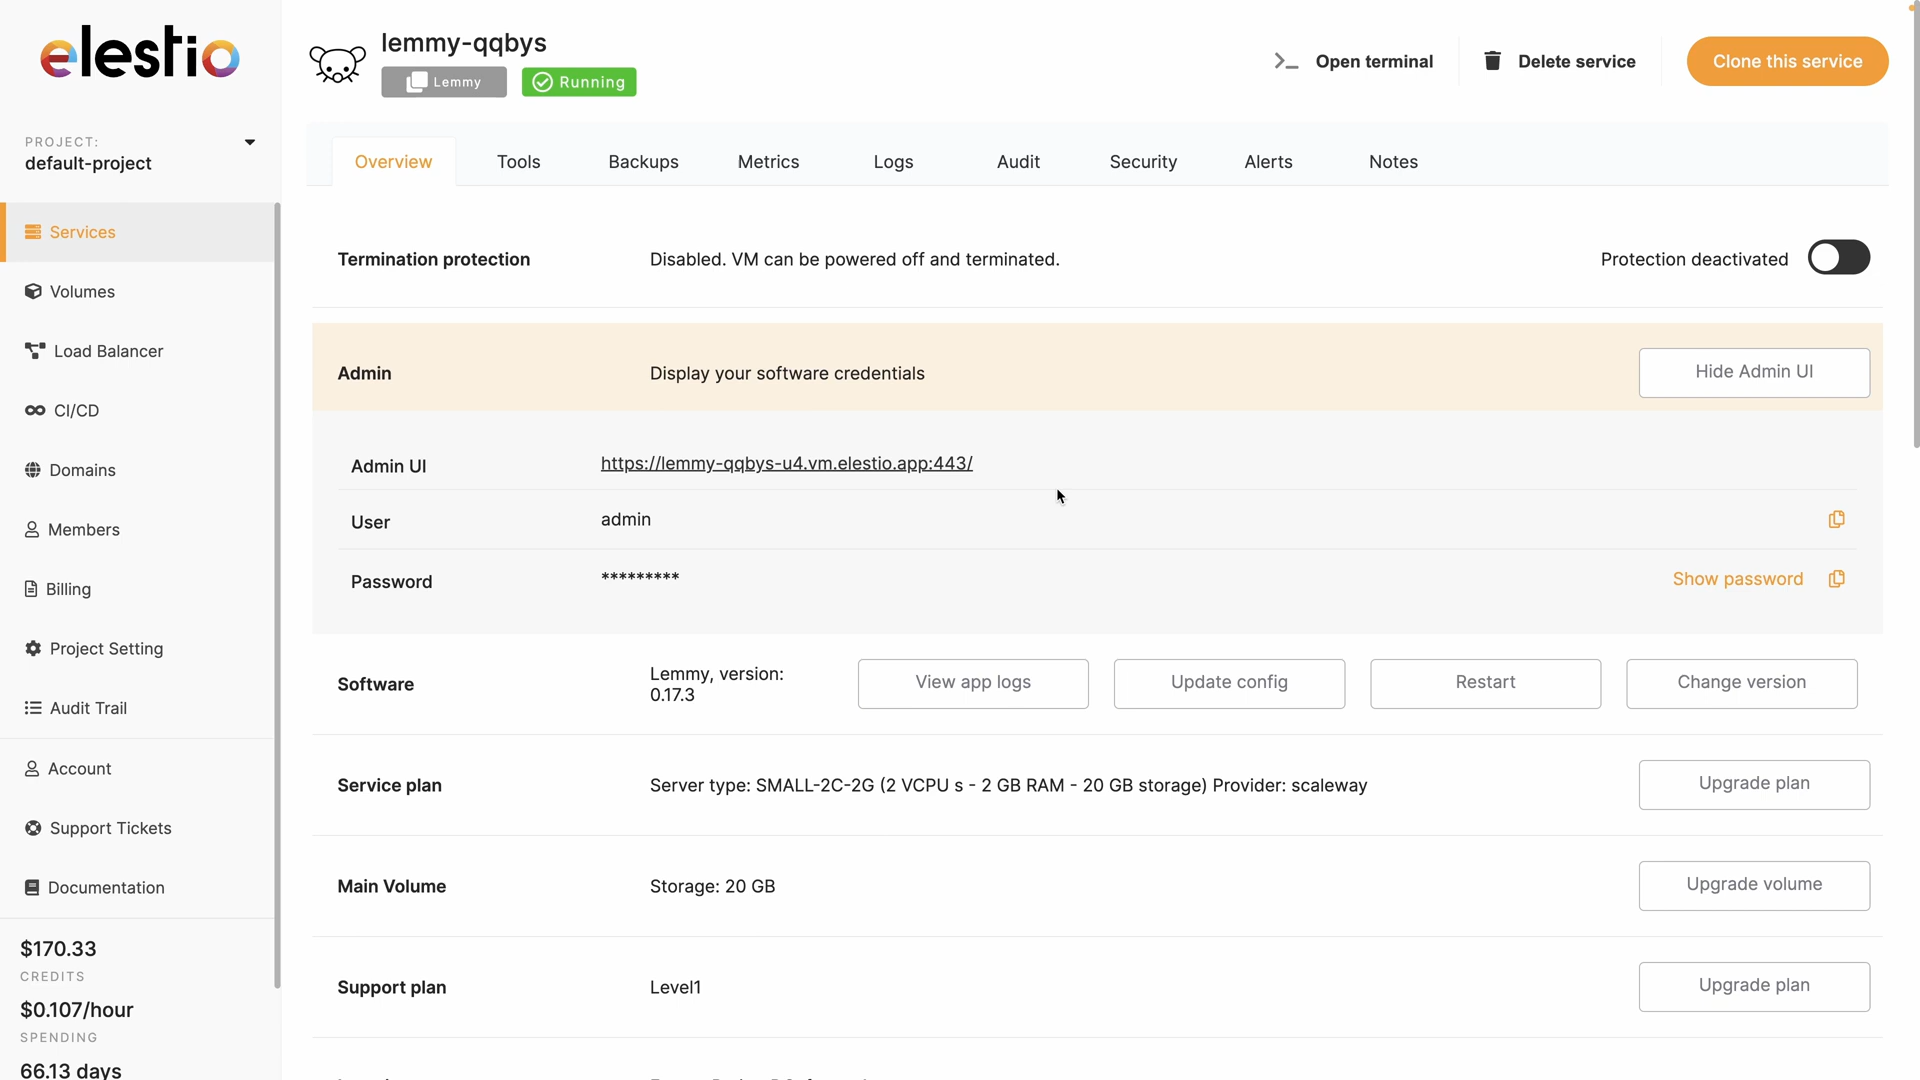 elestio
PROJECT:
default-project
Services
Volumes
Load Balancer
CI/CD
Domains
Members
Billing
Project Setting
Audit Trail
Account
Support Tickets
Documentation
$170.33
CREDITS
$0.107/hour
SPENDING
66.13 days
lemmy-qqbys
Lemmy
Running
Open terminal
Delete service
Clone this service
Overview
Tools
Backups
Metrics
Logs
Audit
Security
Alerts
Notes
Termination protection
Disabled. VM can be powered off and terminated.
Protection deactivated
Admin
Display your software credentials
Hide Admin UI
Admin UI
https://lemmy-qqbys-u4.vm.elestio.app:443/
User
admin
Password
*********
Show password
Software
Lemmy, version:
0.17.3
View app logs
Update config
Restart
Change version
Service plan
Server type: SMALL-2C-2G (2 VCPU s - 2 GB RAM - 20 GB storage) Provider: scaleway
Upgrade plan
Main Volume
Storage: 20 GB
Upgrade volume
Support plan
Level1
Upgrade plan